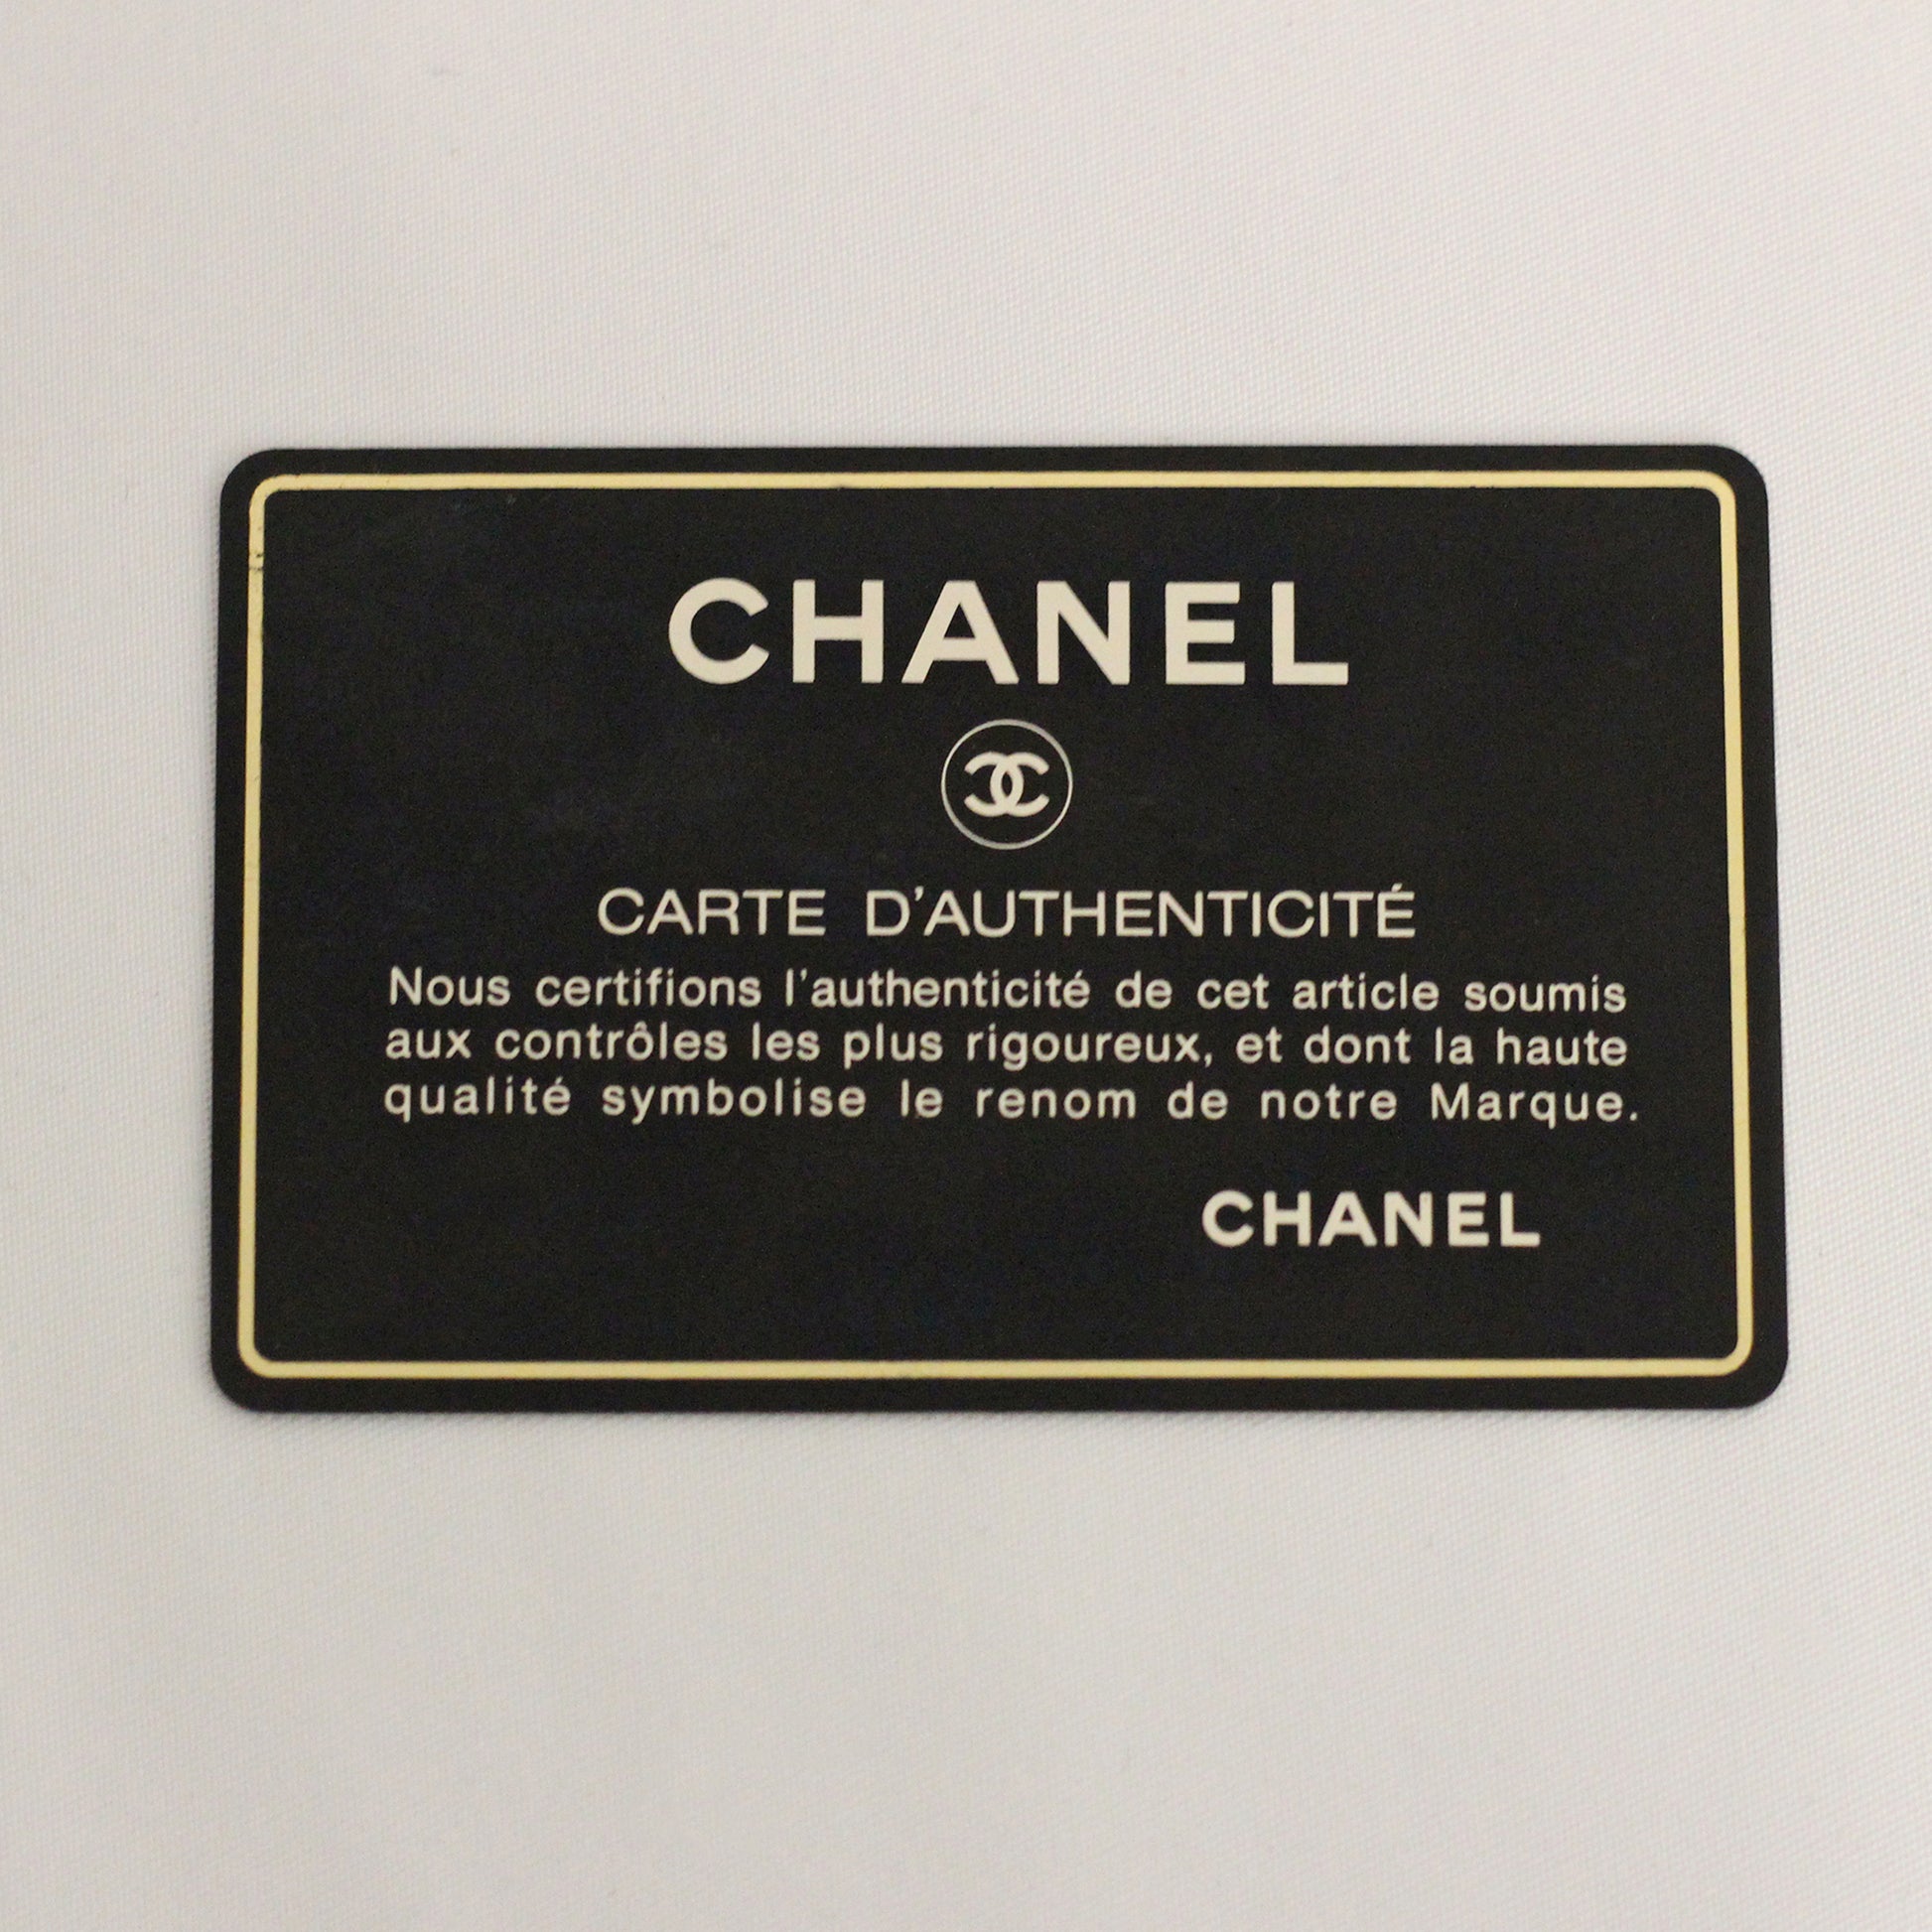 CHANEL
CARTE D'AUTHENTICITÉ
Nous certifions l'authenticité de cet article soumis
aux contrôles les plus rigoureux, et dont la haute
qualité symbolise le renom de notre Marque.
CHANEL